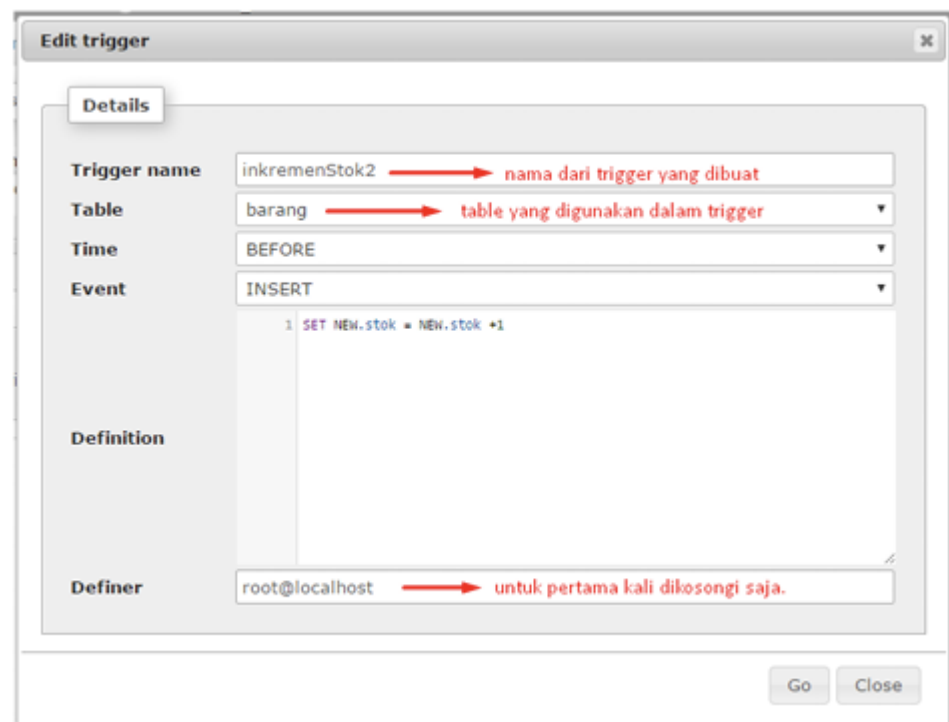 Edit trigger
Details
Trigger name inkremenStok2 nama dari trigger yang dibuat
Table barang table yang digunakan dalam trigger
Time BEFORE
Event INSERT
1 SET NEW.stok = NEW.stok +1
Definition
Definer root@localhost untuk pertama kali dikosongi saja.
Go Close